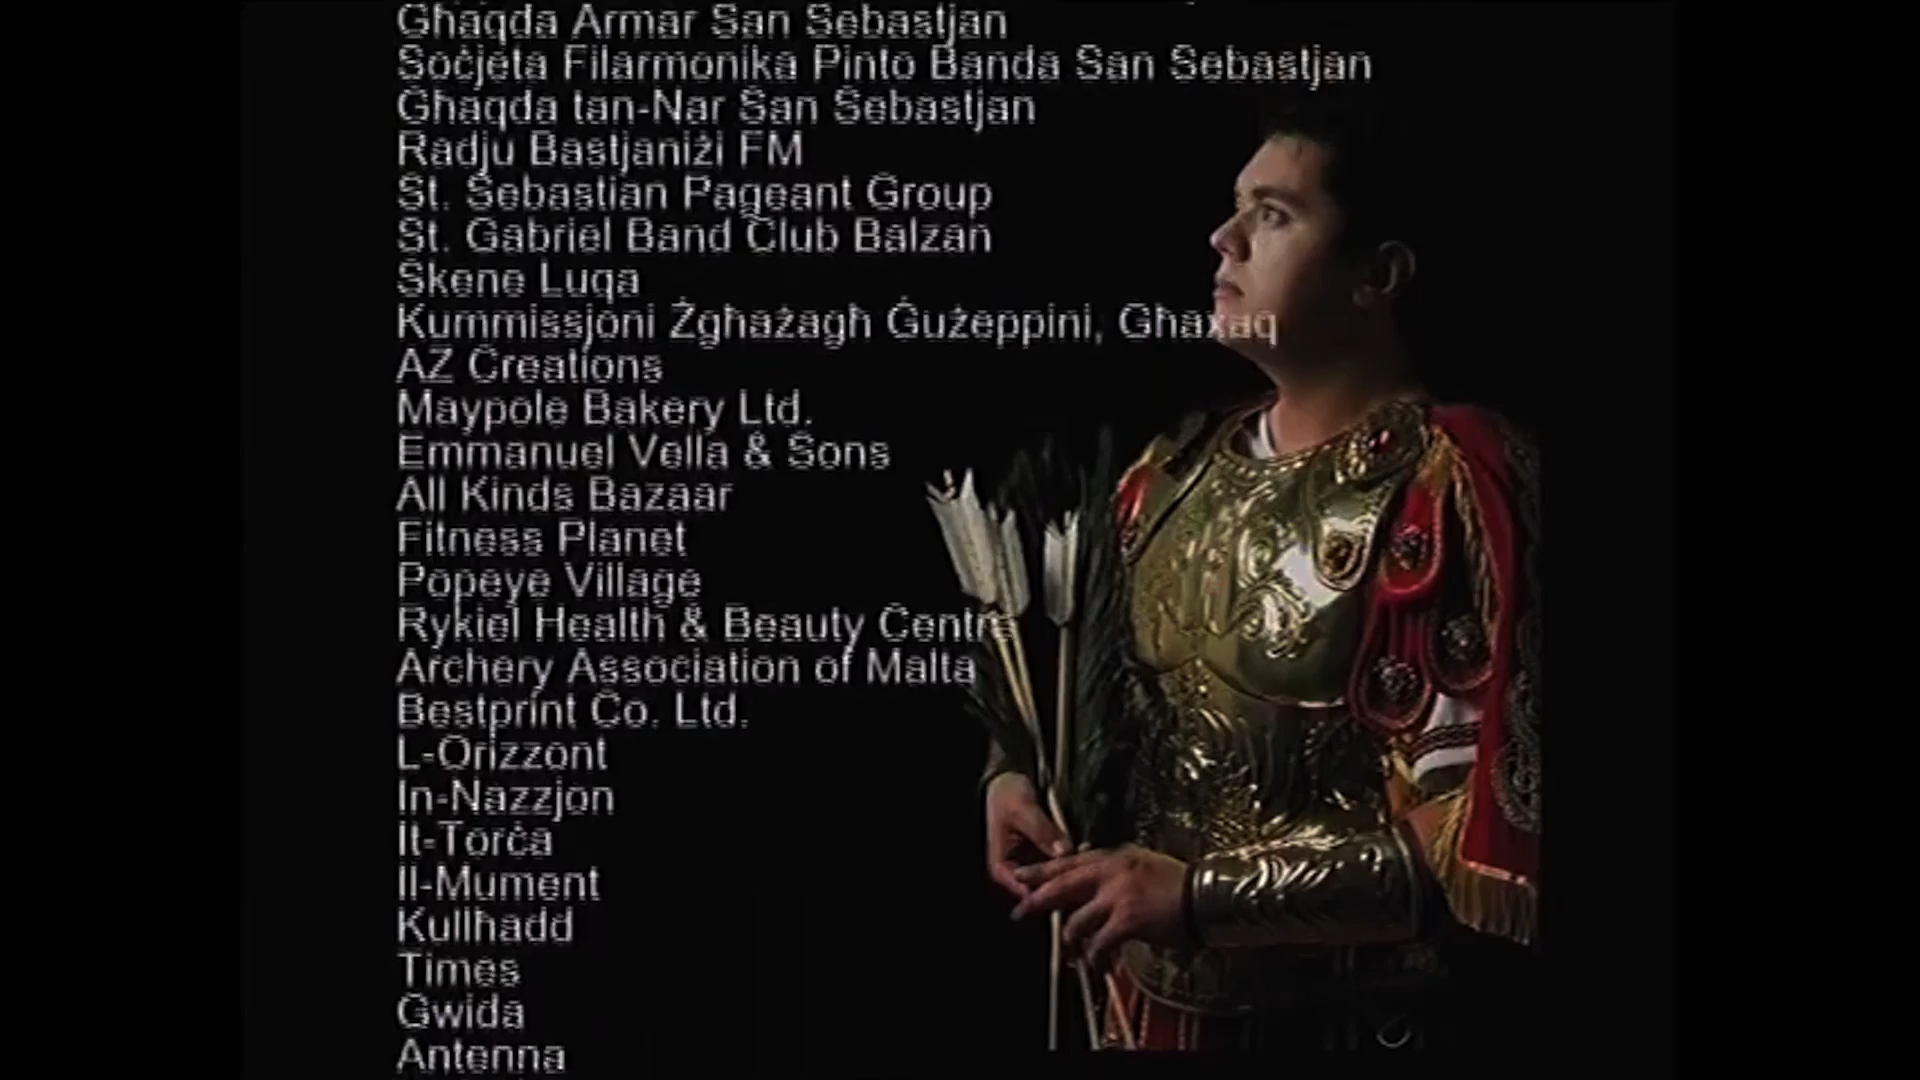 Għaqda Armar San Sebastjan
Soċjeta Filarmonika Pinto Banda San Sebastjan
Għaqda tan-Nar San Sebastjan
Radju Bastjaniżi FM
St. Sebastian Pageant Group
St. Gabriel Band Club Balzan
Skene Luqa
Kummissjoni Żgħażagħ Ġużeppini, Għaxaq
AZ Creations
Maypole Bakery Ltd.
Emmanuel Vella & Sons
All Kinds Bazaar
Fitness Planet
Popeye Village
Rykiel Health & Beauty Centre
Archery Association of Malta
Bestprint Co. Ltd.
L-Orizzont
In-Nazzjon
It-Torċa
Il-Mument
Kullħadd
Times
Gwida
Antenna